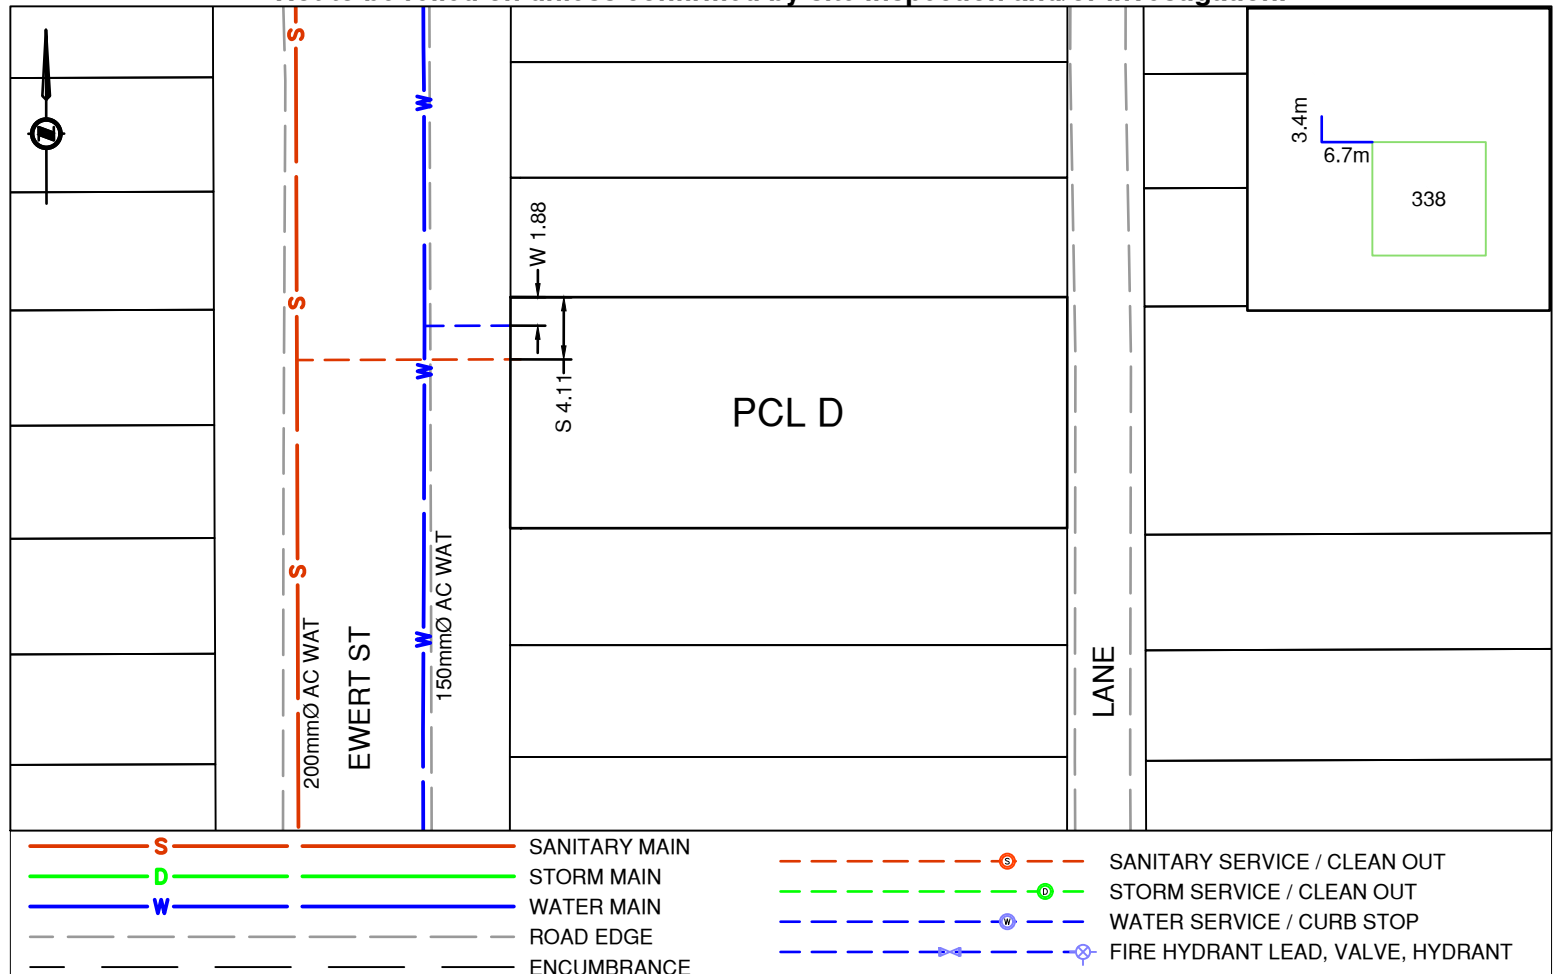 S
W
3.4m
6.7m
338
W 1.88
S
W
S 4.11
PCL D
S
W
200mmØ AC WAT
EWERT ST
150mmØ AC WAT
LANE
S SANITARY MAIN
D STORM MAIN
W WATER MAIN
ROAD EDGE
ENCUMBRANCE
S SANITARY SERVICE / CLEAN OUT
D STORM SERVICE / CLEAN OUT
W WATER SERVICE / CURB STOP
FIRE HYDRANT LEAD, VALVE, HYDRANT